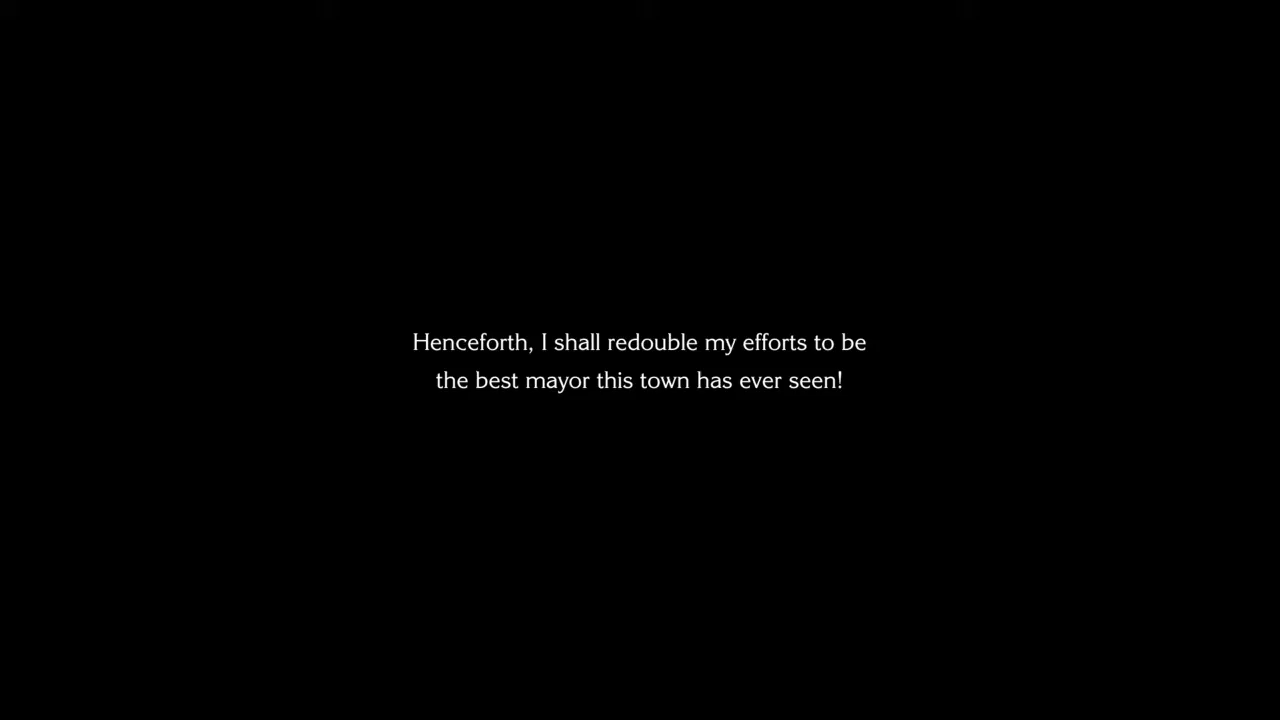 Henceforth, I shall redouble my efforts to be
the best mayor this town has ever seen!